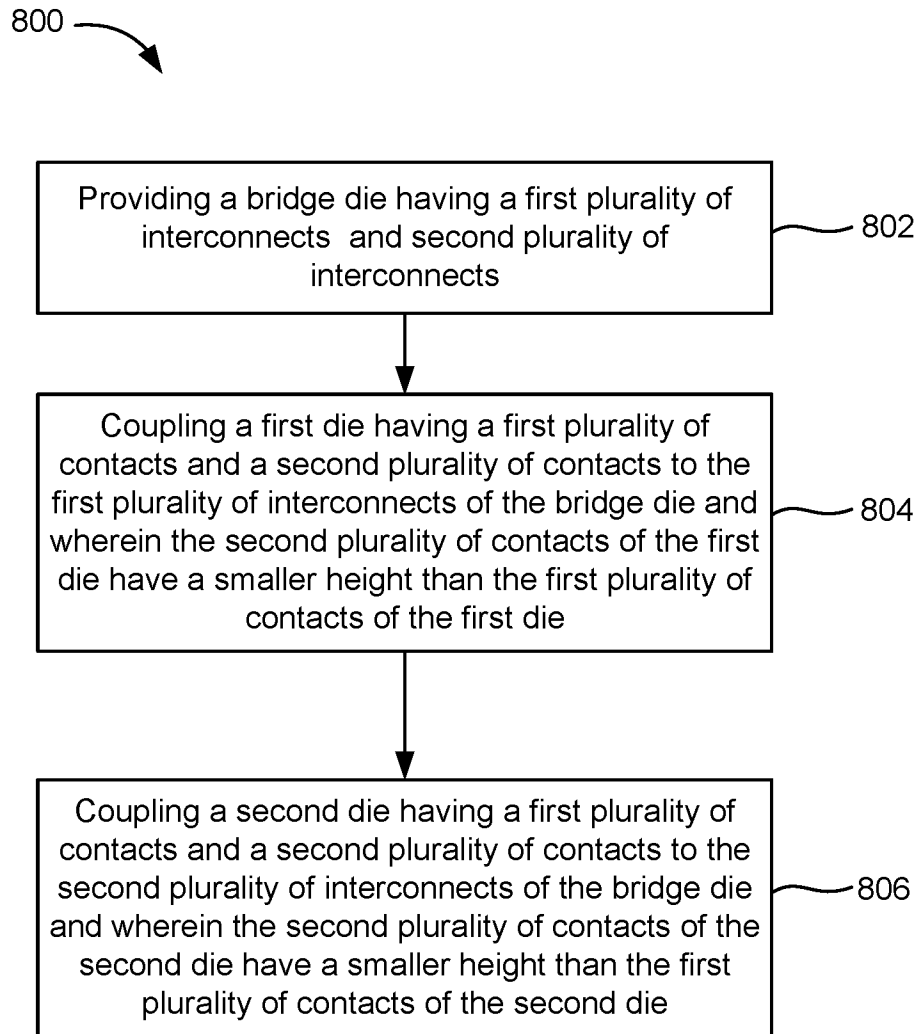 800
Providing a bridge die having a first plurality of
interconnects and second plurality of
interconnects
802
Coupling a first die having a first plurality of
contacts and a second plurality of contacts to the
first plurality of interconnects of the bridge die and
wherein the second plurality of contacts of the first
die have a smaller height than the first plurality of
contacts of the first die
804
Coupling a second die having a first plurality of
contacts and a second plurality of contacts to the
second plurality of interconnects of the bridge die
and wherein the second plurality of contacts of the
second die have a smaller height than the first
plurality of contacts of the second die
806